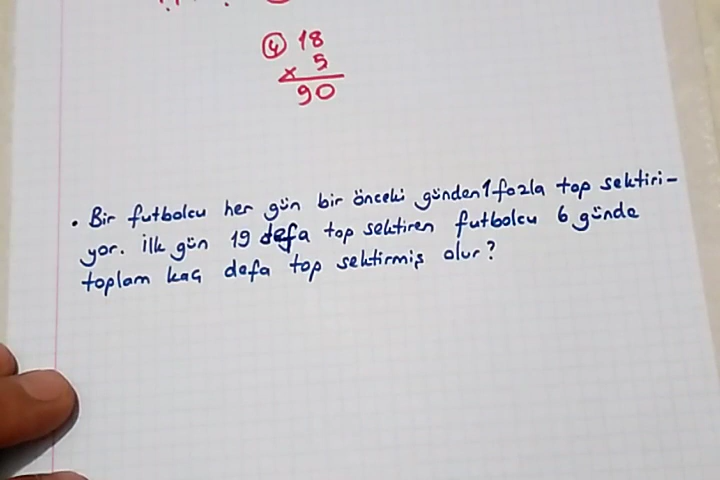 ④ 18
x 5
90
• Bir futbolcu her gün bir önceki günden 1 fazla top sektiri-
yor. İlk gün 19 defa top sektiren futbolcu 6 günde
toplam kaç defa top sektirmiş olur?